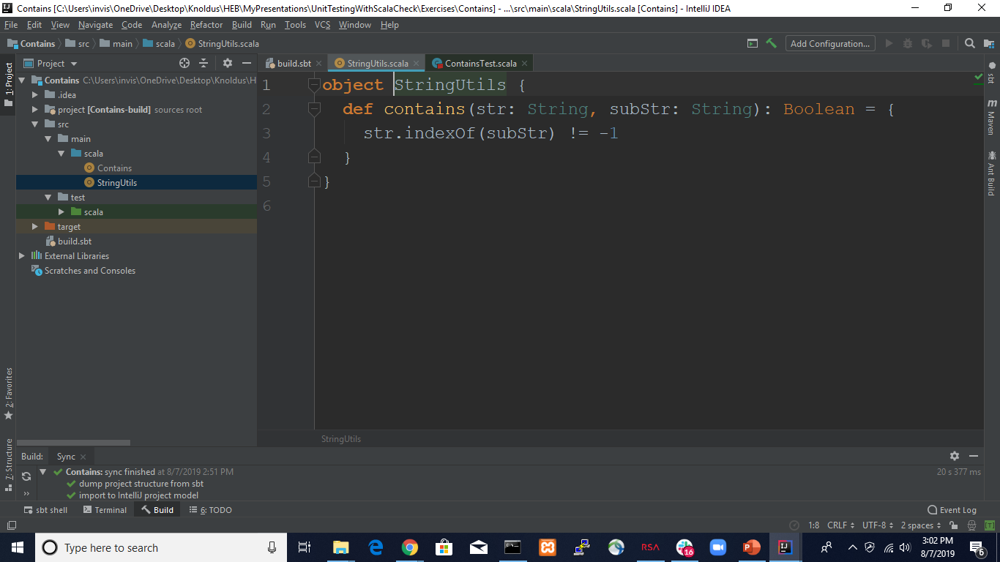 Contains [C:\Users\invis\OneDrive\Desktop\Knoldus\HEB\MyPresentations\UnitTestingWithScalaCheck\Exercises\Contains] - ...\src\main\scala\StringUtils.scala [Contains] - IntelliJ IDEA
File Edit View Navigate Code Analyze Refactor Build Run Tools VCS Window Help
Contains src main scala StringUtils.scala Add Configuration...
Project build.sbt StringUtils.scala ContainsTest.scala
1: Project
Contains C:\Users\invis\OneDrive\Desktop\Knoldus\H
.idea
project [Contains-build] sources root
src
main
scala
Contains
StringUtils
test
scala
target
build.sbt
External Libraries
Scratches and Consoles
1 object StringUtils {
2 def contains(str: String, subStr: String): Boolean = {
3 str.indexOf(subStr) != -1
4 }
5 }
6
sbt
Maven
Ant Build
2: Favorites
7: Structure
StringUtils
Build: Sync
Contains: sync finished at 8/7/2019 2:51 PM 20 s 377 ms
dump project structure from sbt
import to IntelliJ project model
sbt shell Terminal Build 6: TODO Event Log
1:8 CRLF UTF-8 2 spaces
Type here to search
RSA
16
3:02 PM
8/7/2019
6